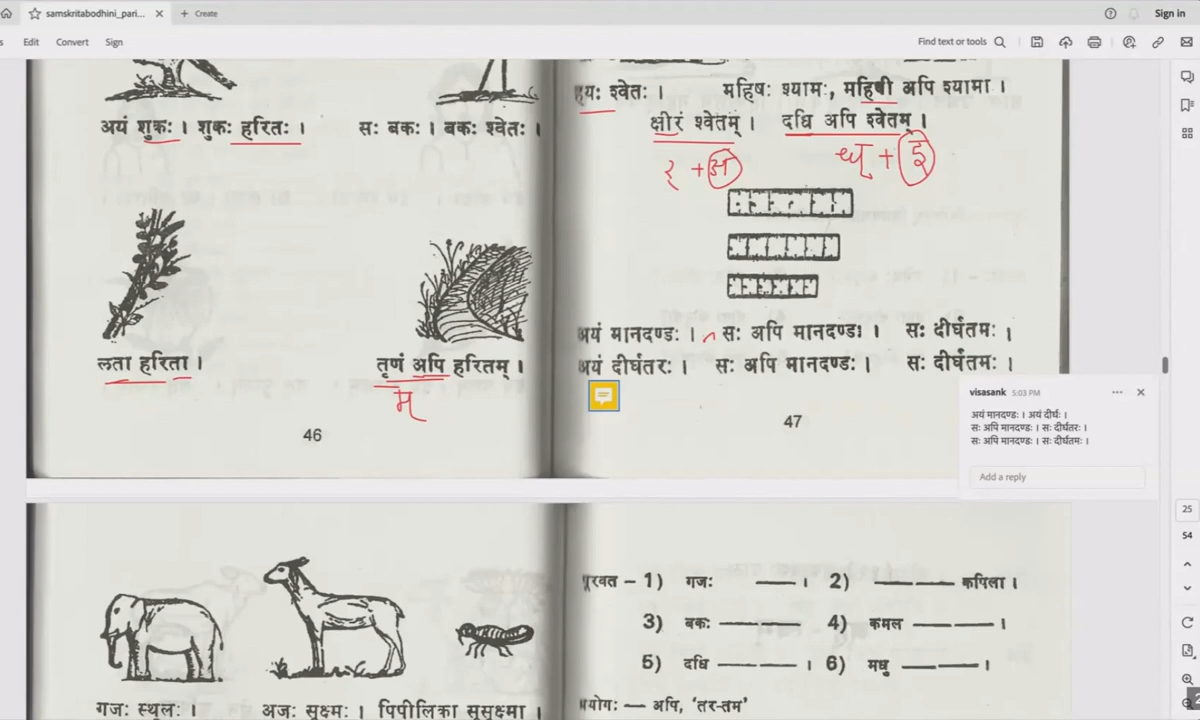 samskritabodhini_pari...
+ Create
Sign in
Edit Convert Sign
Find text or tools
अयं शुकः । शुकः हरितः ।
सः बकः । बकः श्वेतः ।
लता हरिता ।
तृणं अपि हरितम् ।
म्
46
हयः श्वेतः ।
महिषः श्यामः, महिषी अपि श्यामा ।
क्षीरं श्वेतम् ।
दधि अपि श्वेतम् ।
र् + अ
ध् + इ
अयं मानदण्डः । सः अपि मानदण्डः । सः दीर्घतमः ।
अयं दीर्घतरः । सः अपि मानदण्डः । सः दीर्घतमः ।
47
visasank 5:03 PM
अयं मानदण्डः । अयं दीर्घः ।
सः अपि मानदण्डः । सः दीर्घतरः ।
सः अपि मानदण्डः । सः दीर्घतमः ।
Add a reply
25
54
गजः स्थूलः ।
अजः सूक्ष्मः ।
पिपीलिका सुसूक्ष्मा ।
पूरयत – 1) गजः ——— । 2) ——— ——— कपिला ।
3) बकः ——— ——— 4) कमल ——— ——— ।
5) दधि ——— ——— । 6) मधु ——— ——— ।
प्रयोगः — अपि, 'तर-तम'